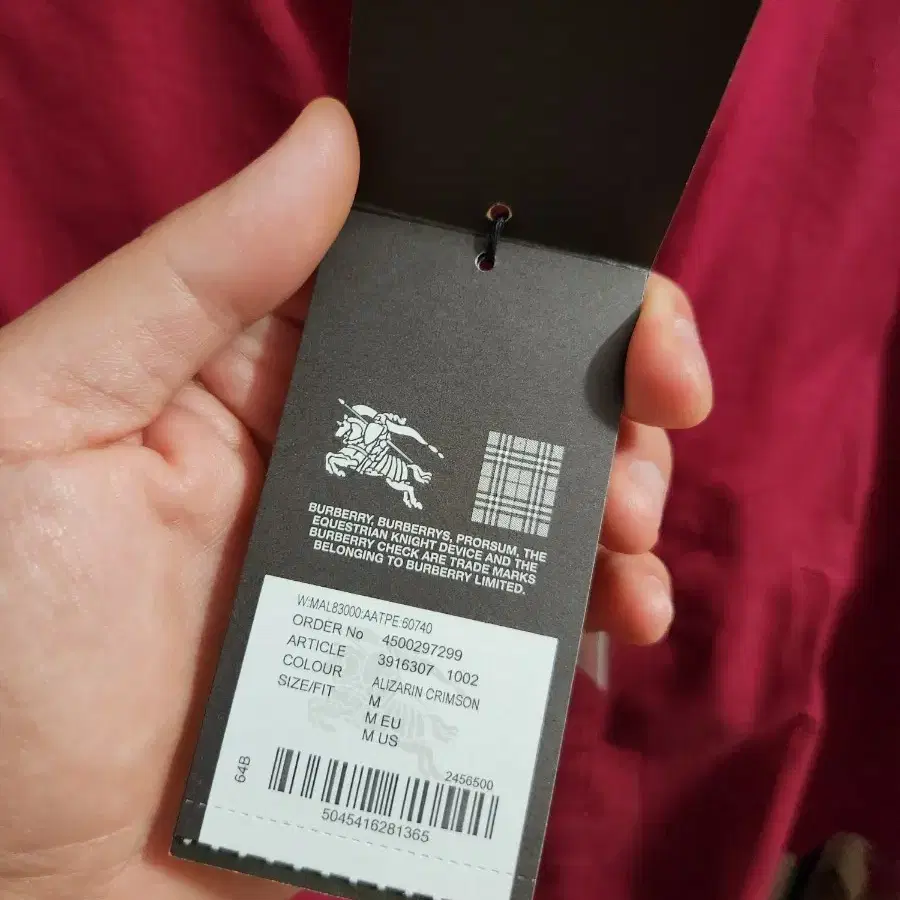 BURBERRY, BURBERRYS, PRORSUM, THE
EQUESTRIAN KNIGHT DEVICE AND THE
BURBERRY CHECK ARE TRADE MARKS
BELONGING TO BURBERRY LIMITED.
W:MAL83000:AATPE:60740
ORDER No 4500297299
ARTICLE 3916307 1002
COLOUR ALIZARIN CRIMSON
SIZE/FIT M
M EU
M US
64B
2456500
5045416281365